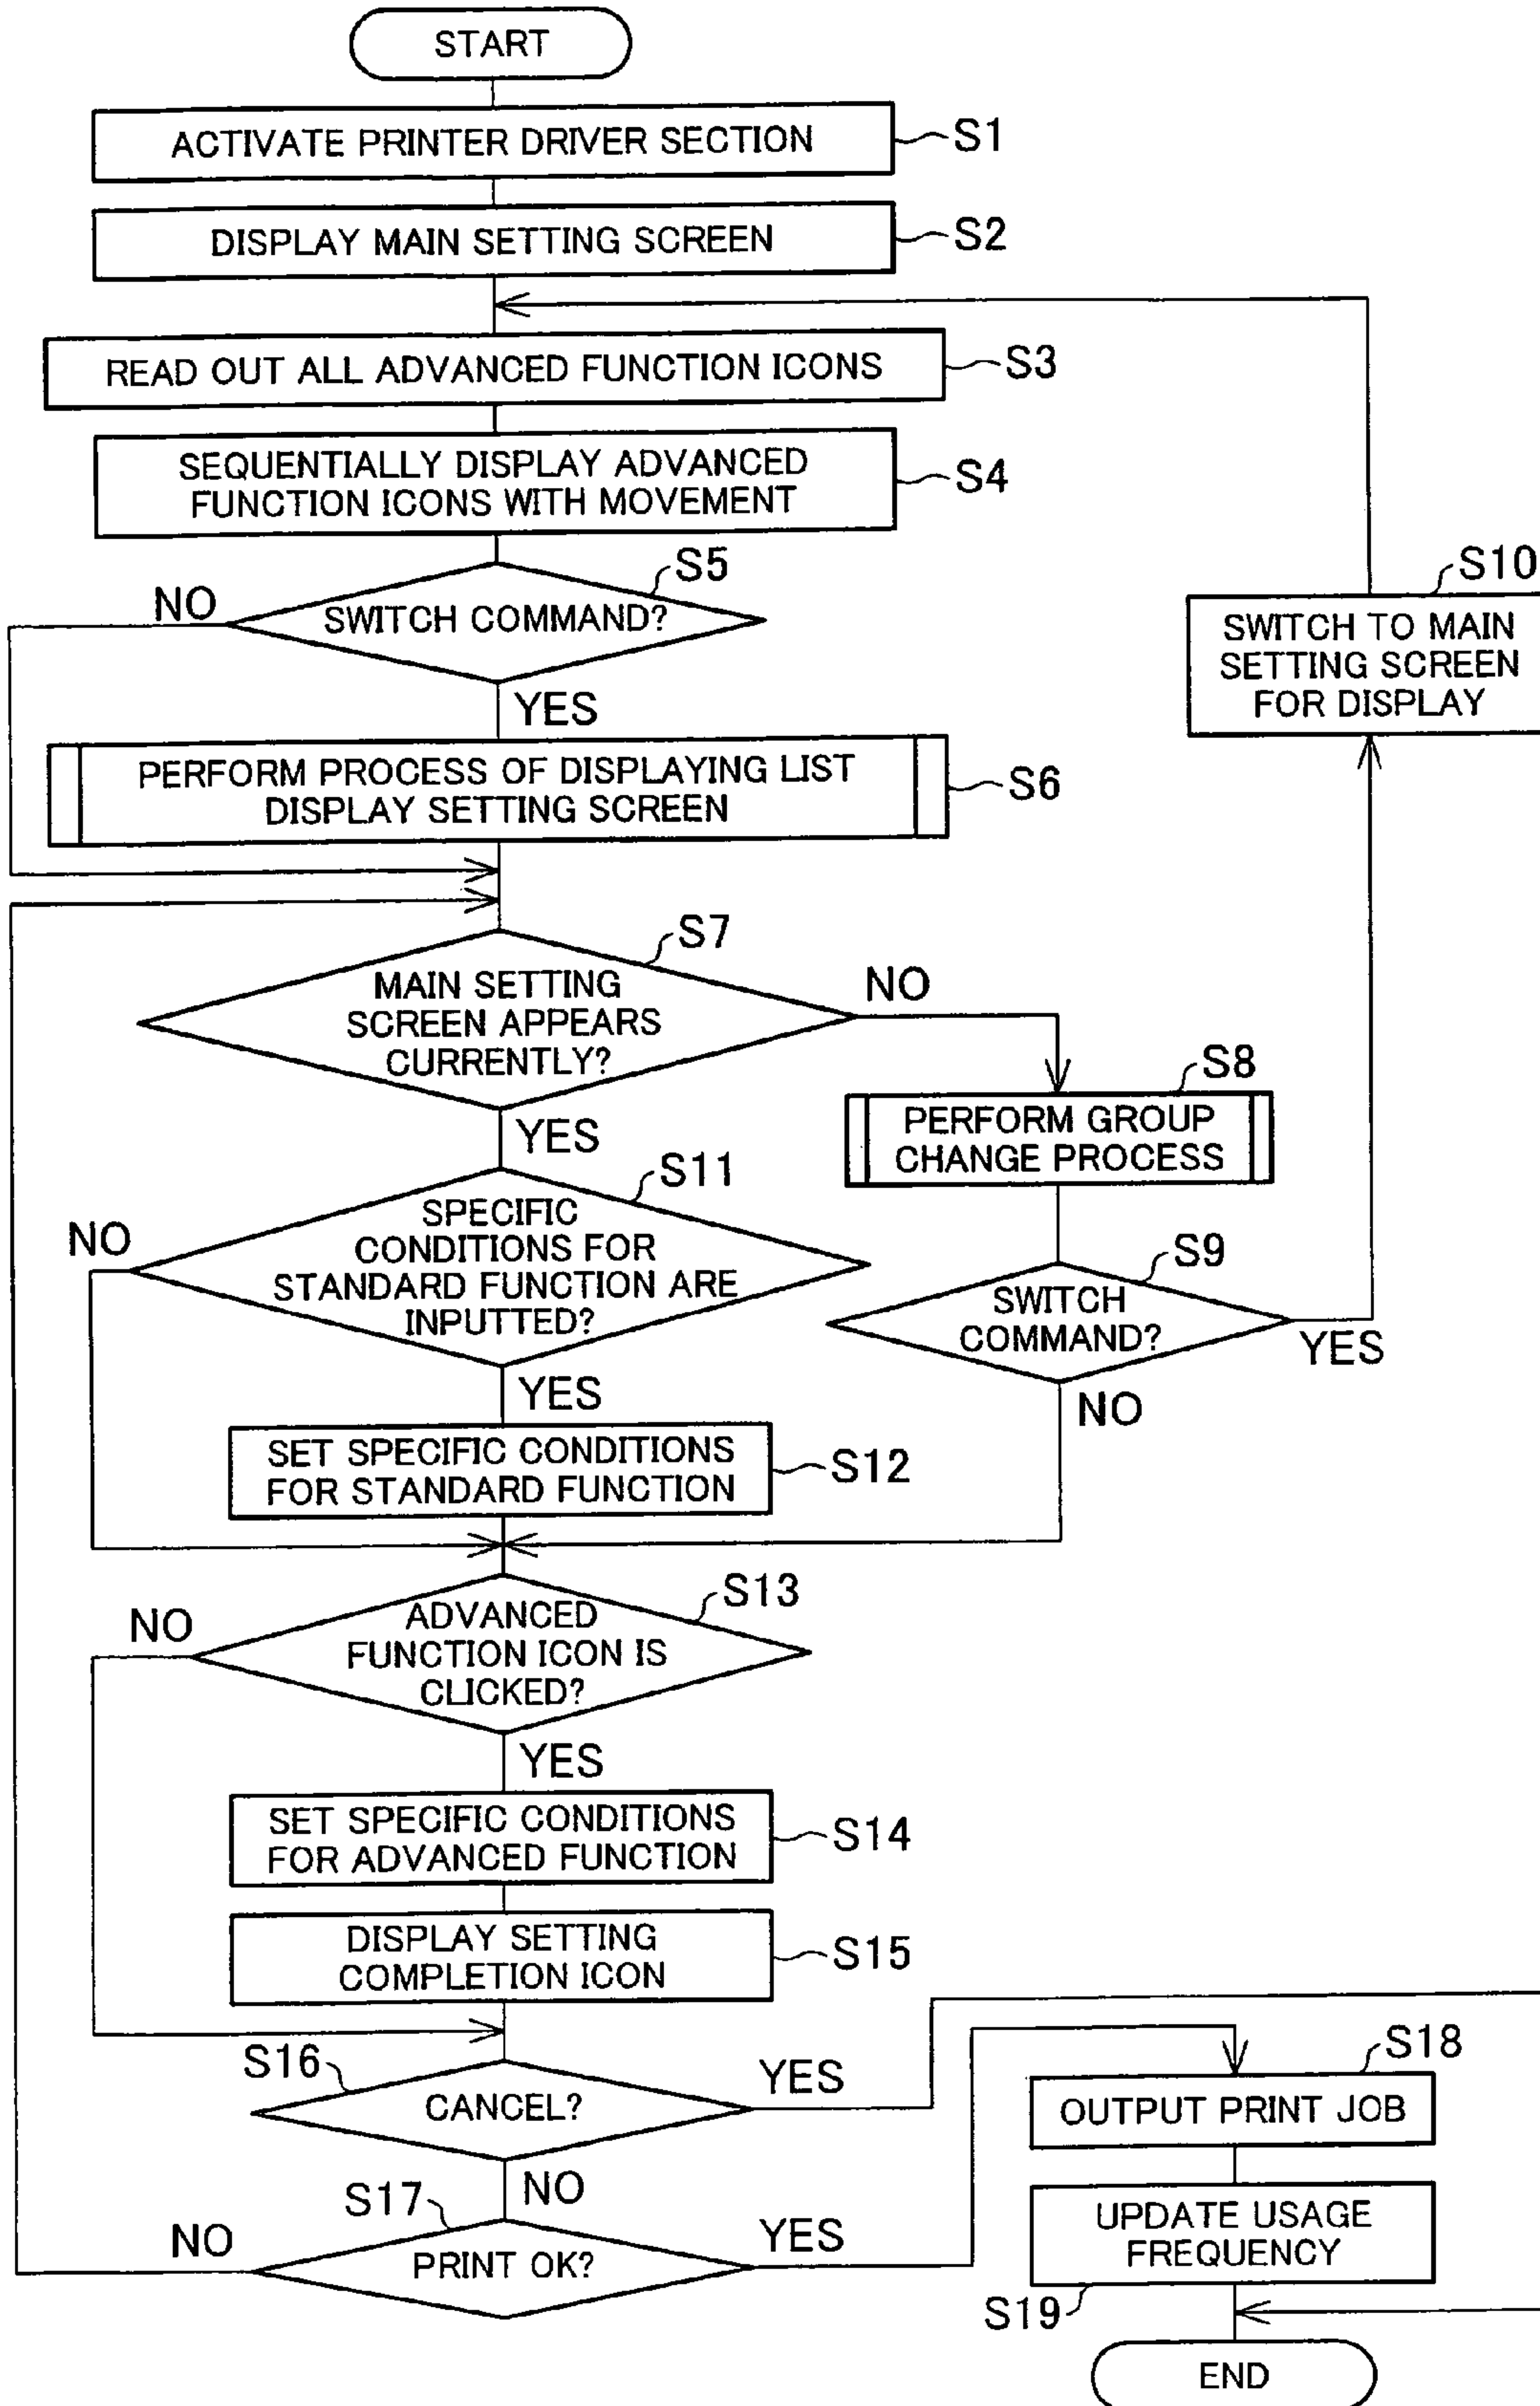 START
ACTIVATE PRINTER DRIVER SECTION
S1
DISPLAY MAIN SETTING SCREEN
S2
READ OUT ALL ADVANCED FUNCTION ICONS
S3
SEQUENTIALLY DISPLAY ADVANCED
FUNCTION ICONS WITH MOVEMENT
S4
S5
NO
SWITCH COMMAND?
YES
S10
SWITCH TO MAIN
SETTING SCREEN
FOR DISPLAY
PERFORM PROCESS OF DISPLAYING LIST
DISPLAY SETTING SCREEN
S6
S7
MAIN SETTING
SCREEN APPEARS
CURRENTLY?
NO
YES
S8
PERFORM GROUP
CHANGE PROCESS
S9
SWITCH
COMMAND?
YES
NO
S11
NO
SPECIFIC
CONDITIONS FOR
STANDARD FUNCTION ARE
INPUTTED?
YES
SET SPECIFIC CONDITIONS
FOR STANDARD FUNCTION
S12
S13
NO
ADVANCED
FUNCTION ICON IS
CLICKED?
YES
SET SPECIFIC CONDITIONS
FOR ADVANCED FUNCTION
S14
DISPLAY SETTING
COMPLETION ICON
S15
S16
CANCEL?
YES
NO
S17
NO
PRINT OK?
YES
S18
OUTPUT PRINT JOB
UPDATE USAGE
FREQUENCY
S19
END